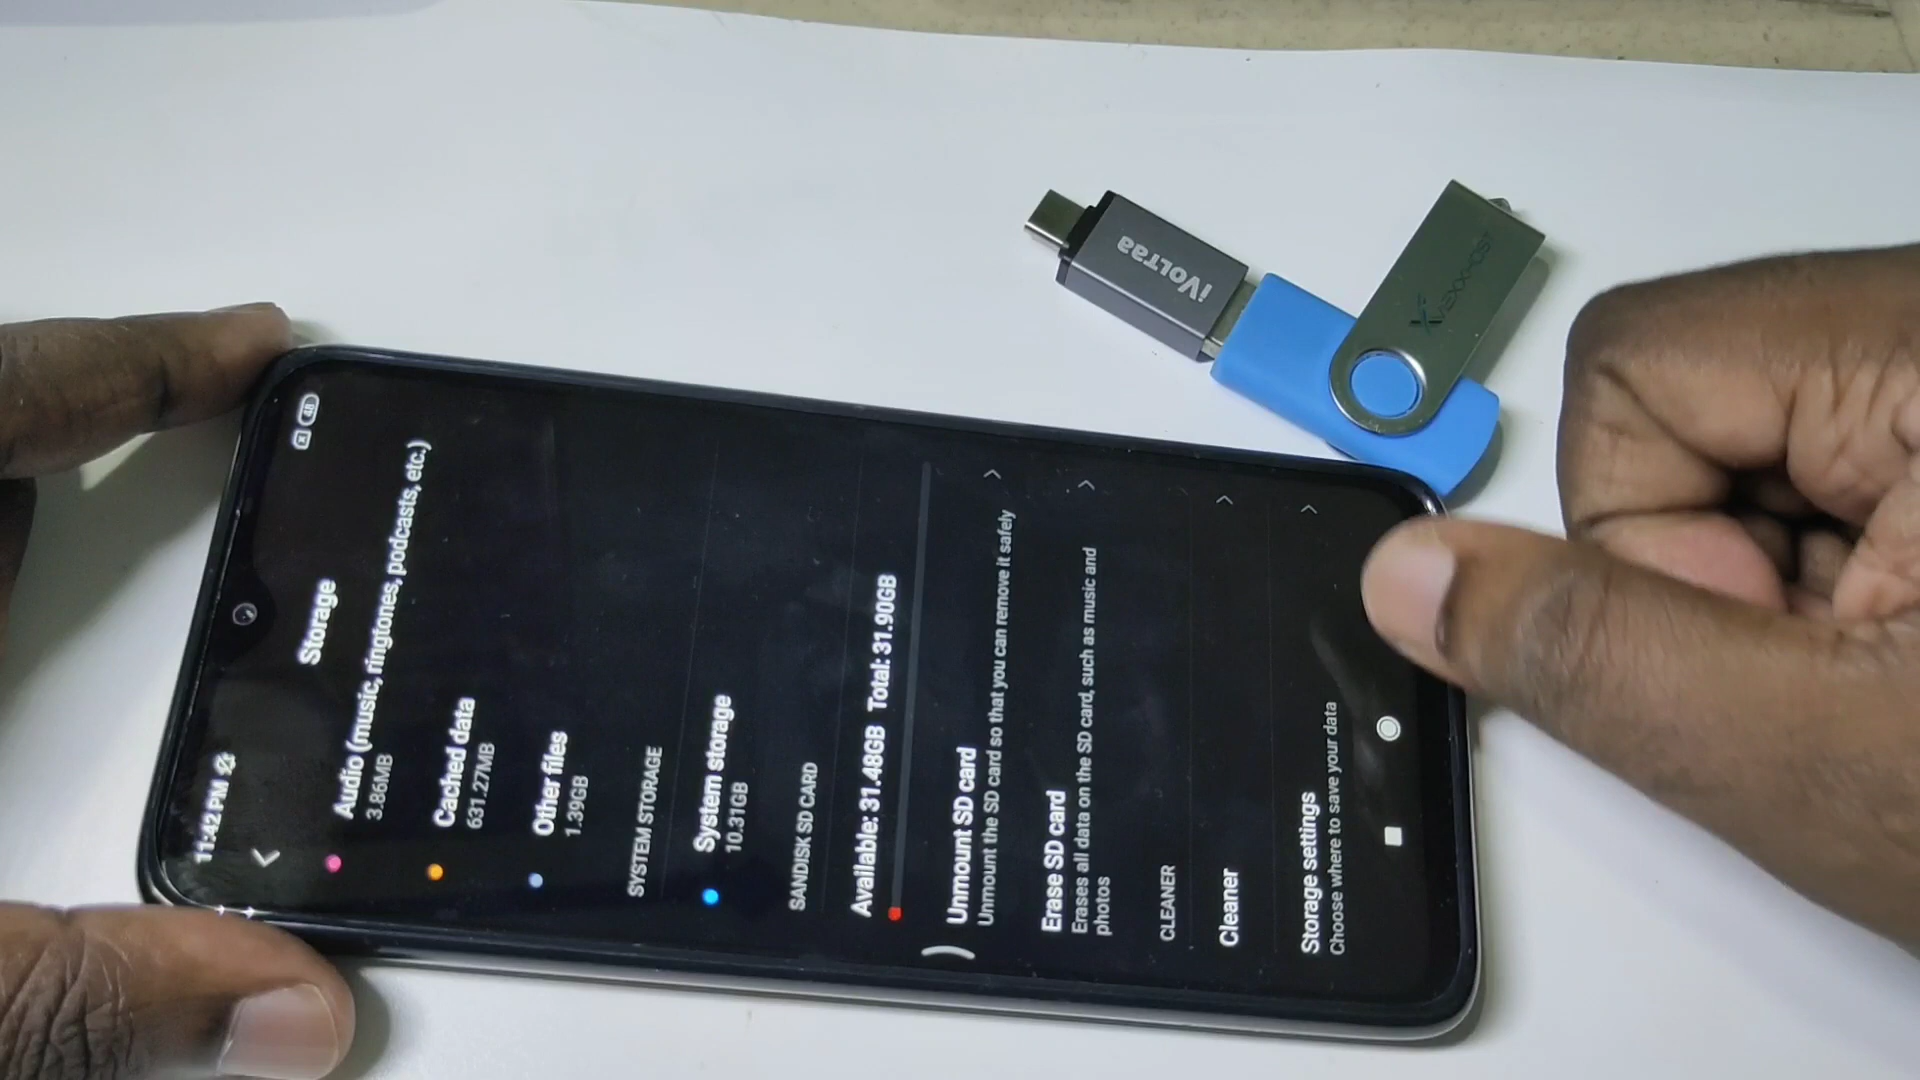 11:42 PM
48
Storage
Audio (music, ringtones, podcasts, etc.)
3.86MB
Cached data
631.27MB
Other files
1.39GB
SYSTEM STORAGE
System storage
10.31GB
SANDISK SD CARD
Available: 31.48GB Total: 31.90GB
Unmount SD card
Unmount the SD card so that you can remove it safely
Erase SD card
Erases all data on the SD card, such as music and
photos
CLEANER
Cleaner
Storage settings
Choose where to save your data
iVOLTaa
VEXXHOST